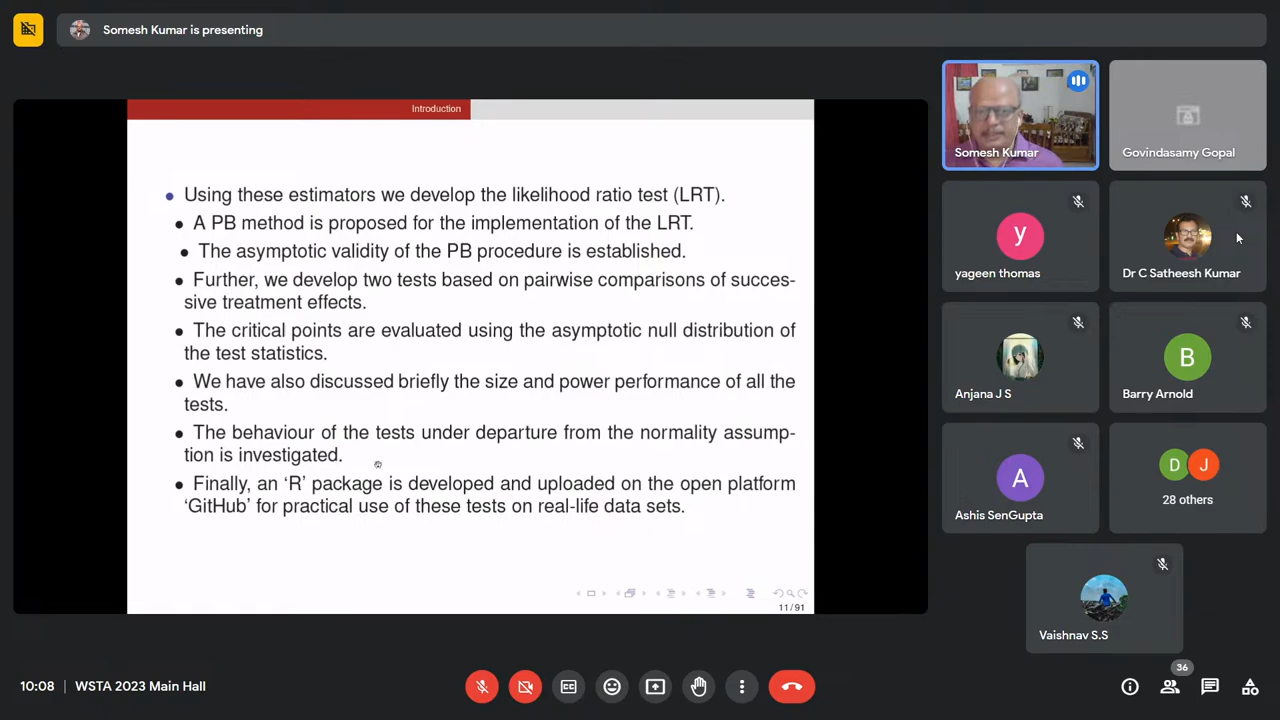 Somesh Kumar is presenting
Introduction
• Using these estimators we develop the likelihood ratio test (LRT).
• A PB method is proposed for the implementation of the LRT.
• The asymptotic validity of the PB procedure is established.
• Further, we develop two tests based on pairwise comparisons of succes-
sive treatment effects.
• The critical points are evaluated using the asymptotic null distribution of
the test statistics.
• We have also discussed briefly the size and power performance of all the
tests.
• The behaviour of the tests under departure from the normality assump-
tion is investigated.
• Finally, an ‘R’ package is developed and uploaded on the open platform
‘GitHub’ for practical use of these tests on real-life data sets.
11/91
Somesh Kumar
Govindasamy Gopal
y
yageen thomas
Dr C Satheesh Kumar
Anjana J S
B
Barry Arnold
A
Ashis SenGupta
D J
28 others
Vaishnav S.S
10:08 | WSTA 2023 Main Hall
CC
36